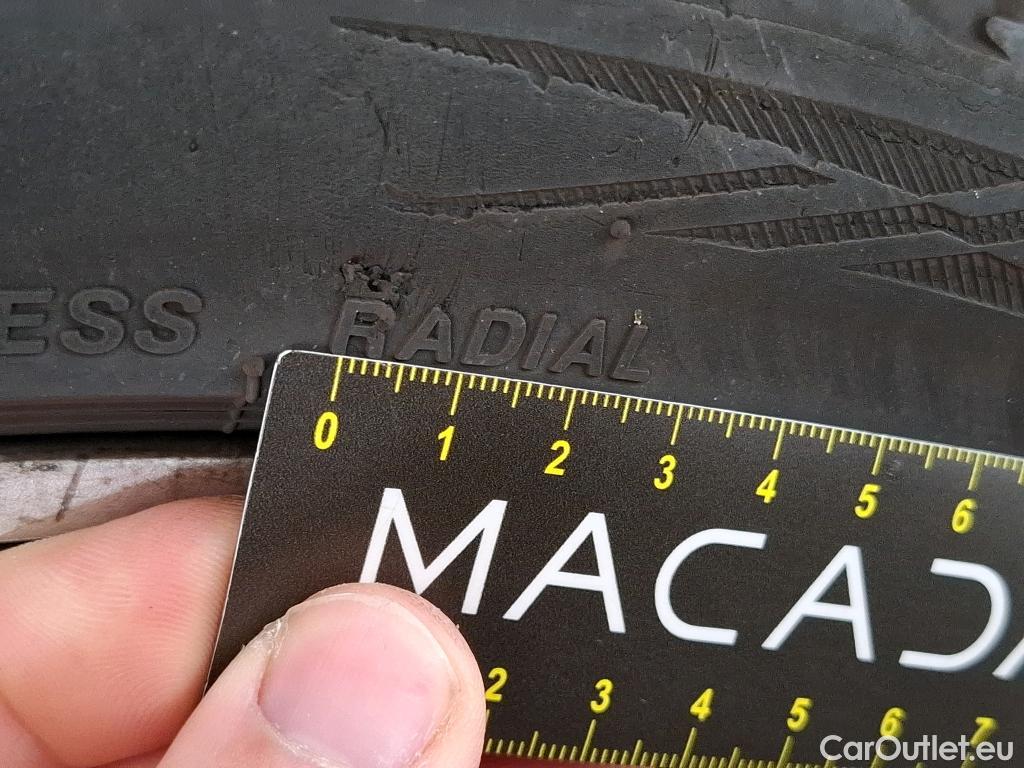 ESS RADIAL
0 1 2 3 4 5 6
MACADA
2 3 4 5 6 7
CarOutlet.eu